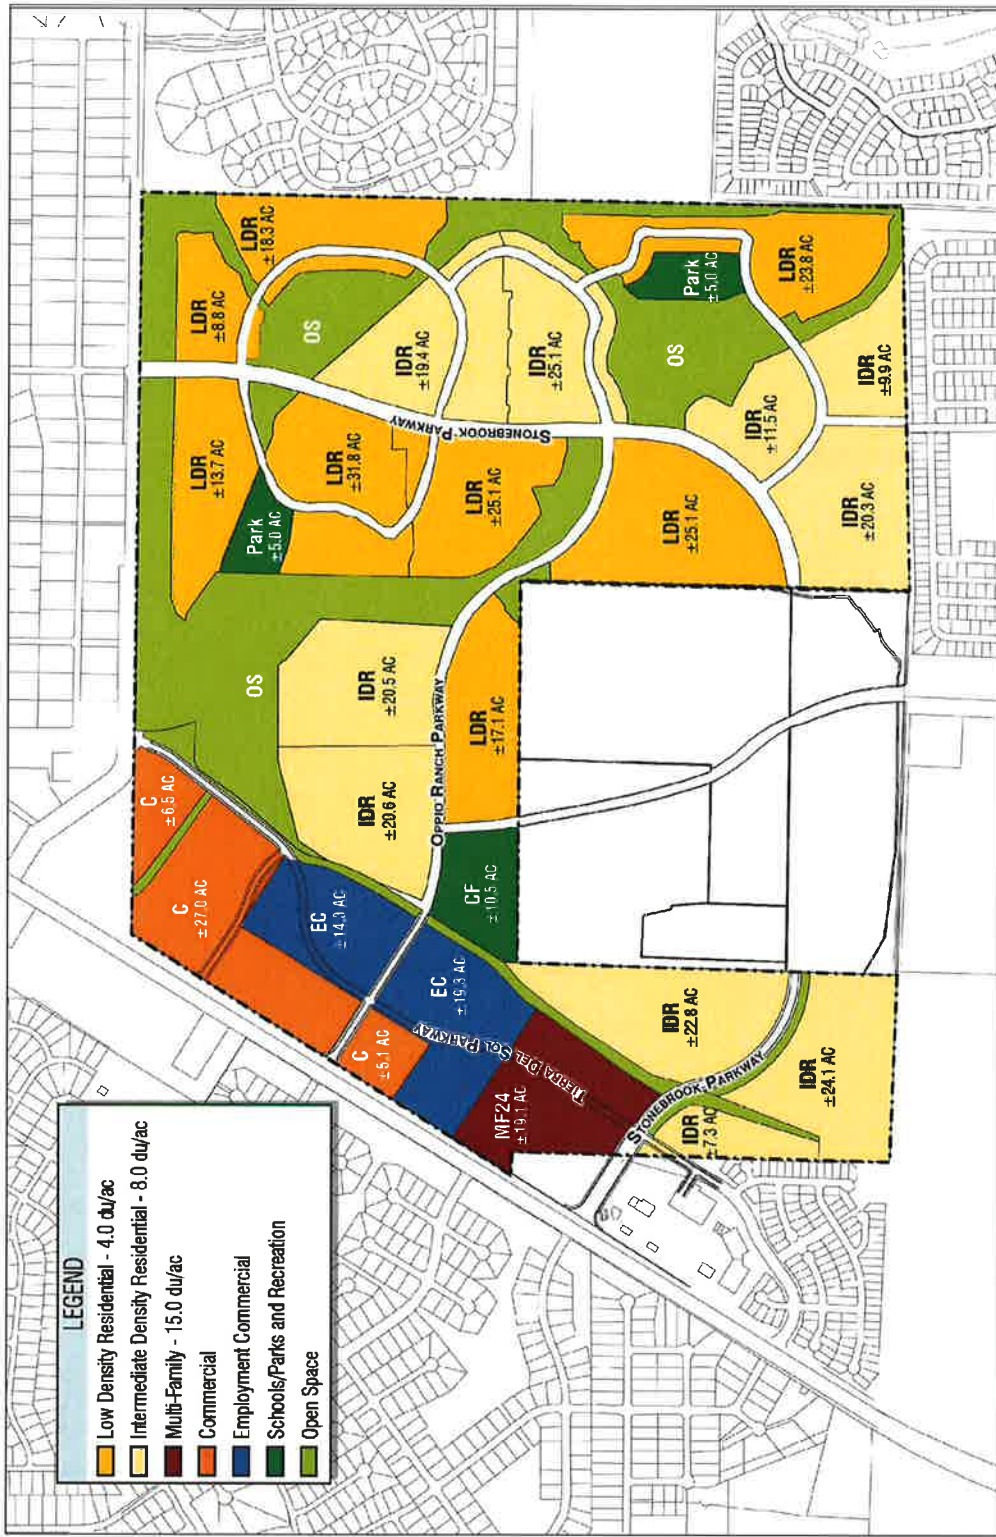 LEGEND
Low Density Residential - 4.0 du/ac
Intermediate Density Residential - 8.0 du/ac
Multi-Family - 15.0 du/ac
Commercial
Employment Commercial
Schools/Parks and Recreation
Open Space
C
±6.5 AC
C
±27.0 AC
EC
±14.0 AC
C
±5.1 AC
EC
±19.3 AC
MF24
±19.1 AC
TIERRA DEL SOL PARKWAY
STONEBROOK PARKWAY
IDR
±7.3 AC
IDR
±22.8 AC
IDR
±24.1 AC
CF
±10.5 AC
OPPIO RANCH PARKWAY
IDR
±20.6 AC
IDR
±20.5 AC
LDR
±17.1 AC
OS
Park
±5.0 AC
LDR
±13.7 AC
LDR
±8.8 AC
LDR
±18.3 AC
OS
LDR
±31.8 AC
IDR
±19.4 AC
STONEBROOK PARKWAY
LDR
±25.1 AC
IDR
±25.1 AC
LDR
±25.1 AC
OS
Park
±5.0 AC
LDR
±23.8 AC
IDR
±11.5 AC
IDR
±9.9 AC
IDR
±20.3 AC